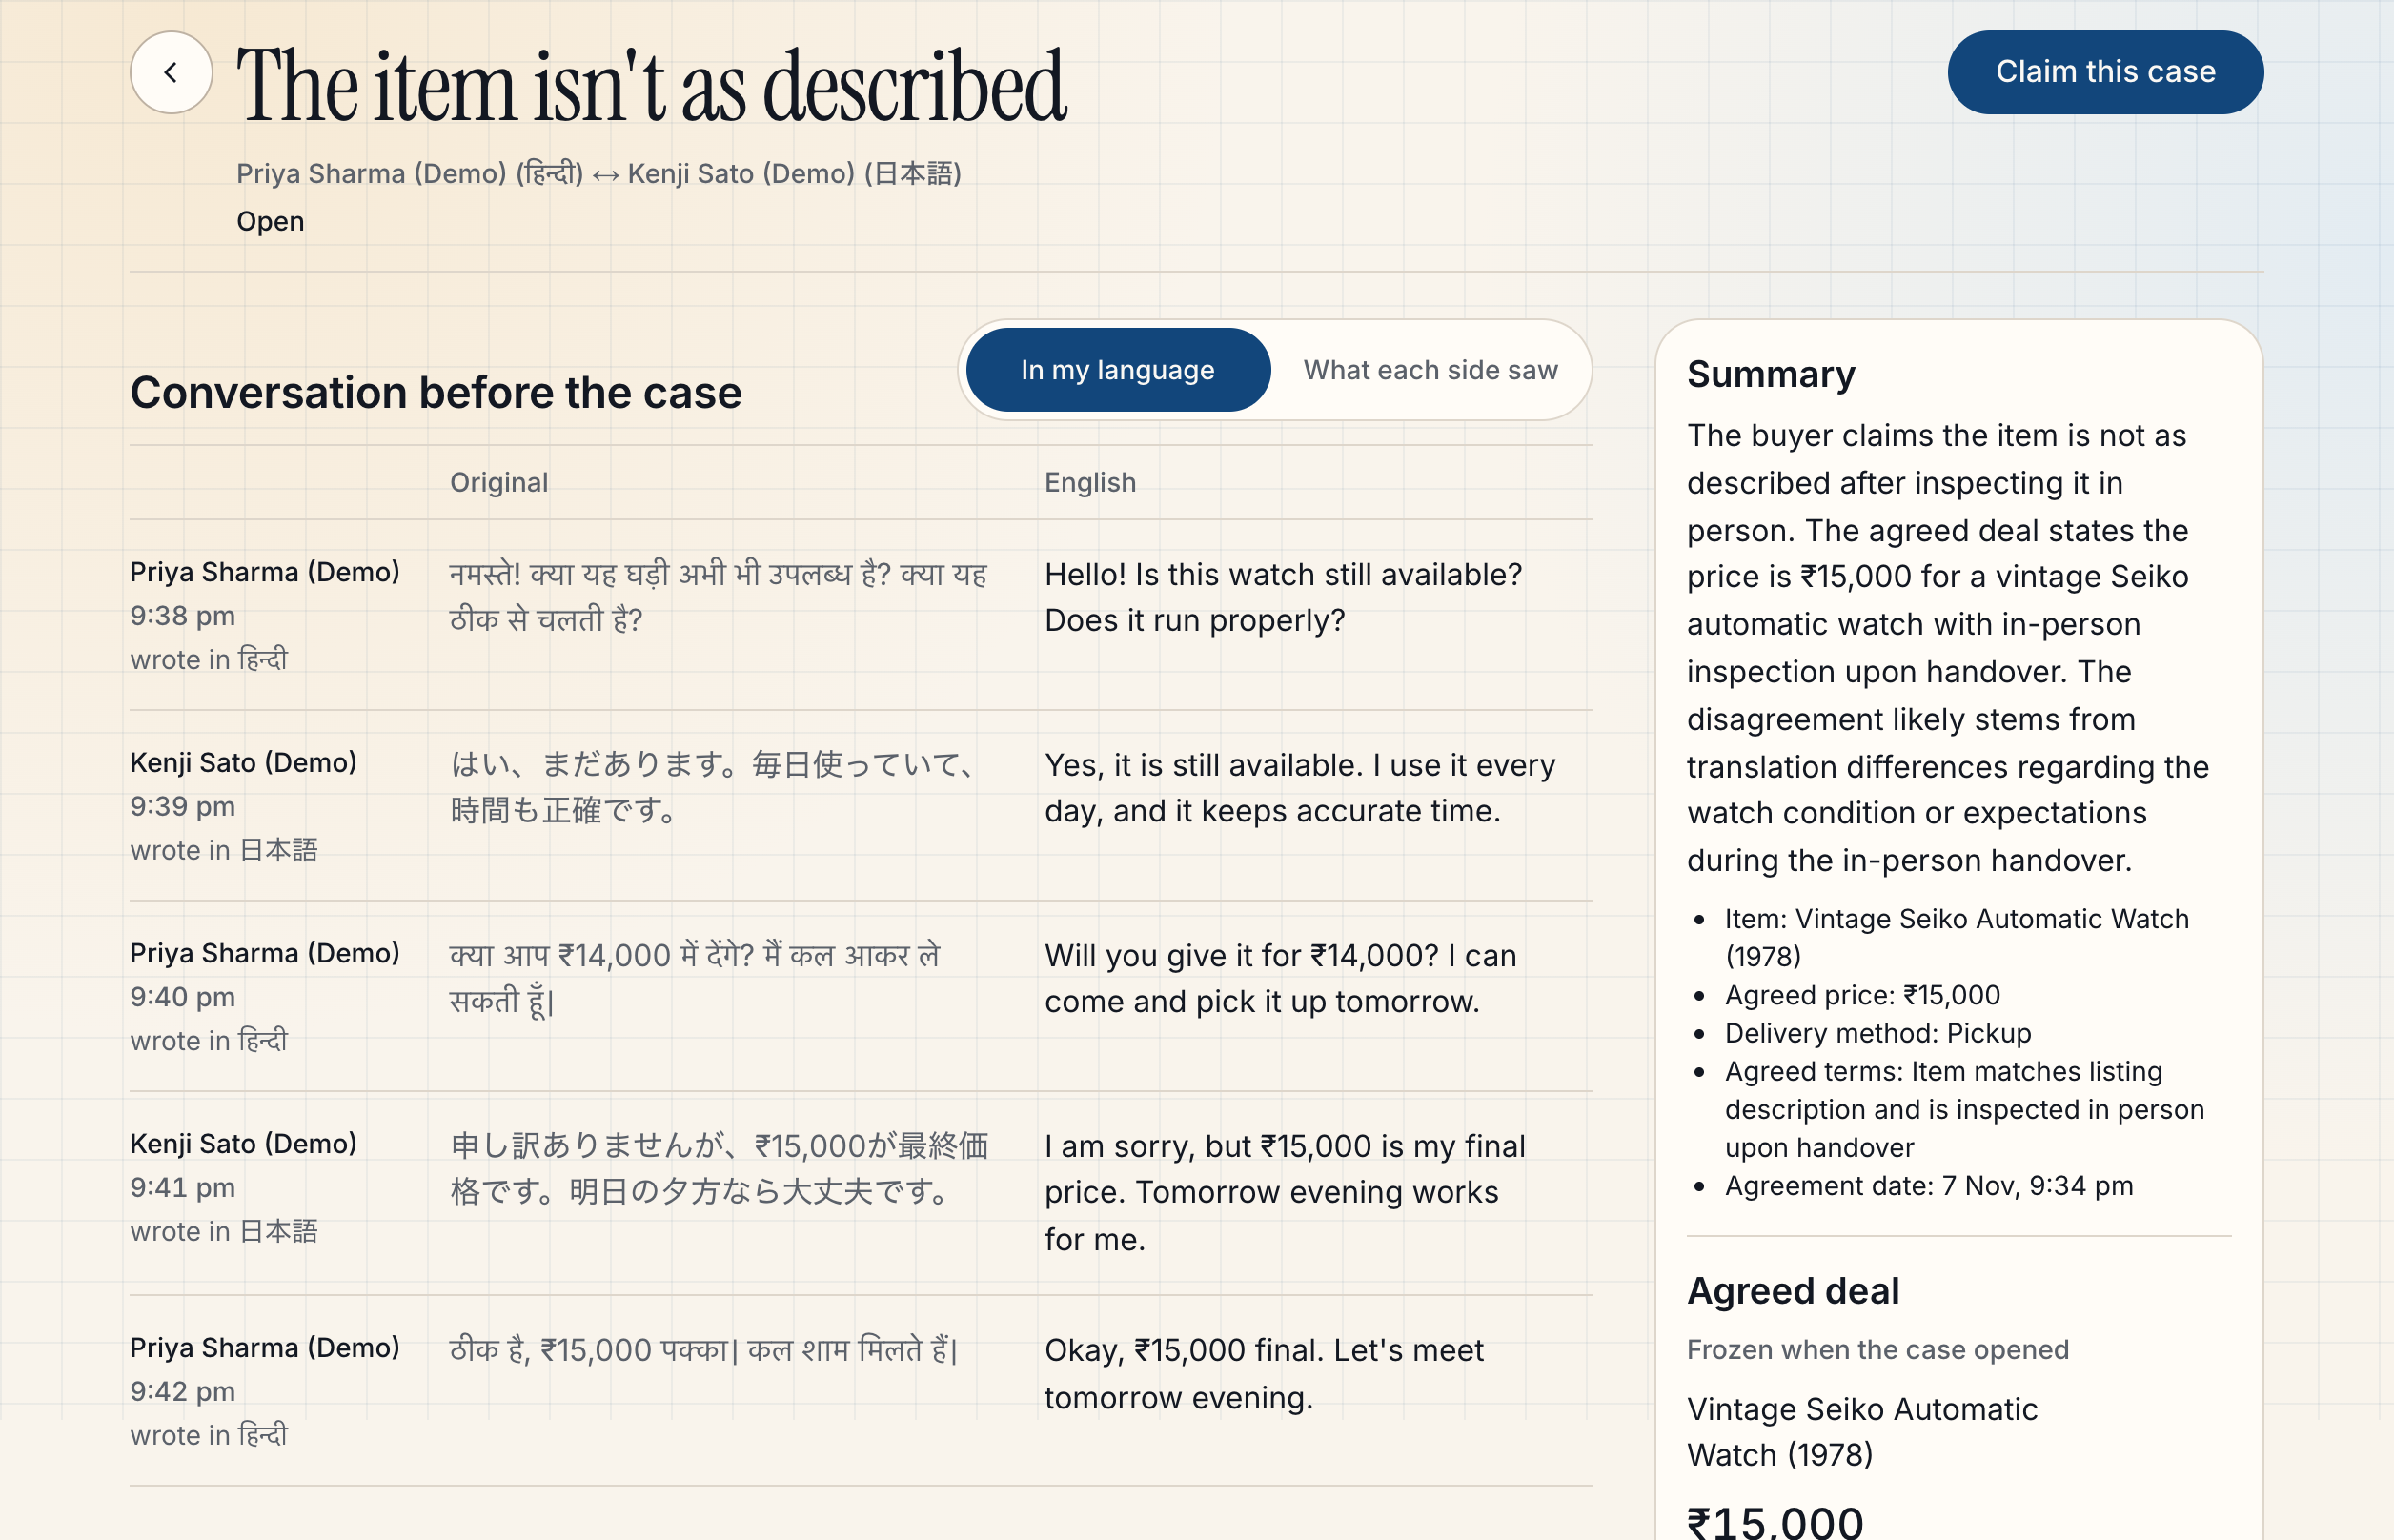 The item isn't as described
Claim this case
Priya Sharma (Demo) (हिन्दी) ↔ Kenji Sato (Demo) (日本語)
Open
Conversation before the case
In my language
What each side saw
Original
English
Priya Sharma (Demo)
9:38 pm
wrote in हिन्दी
नमस्ते! क्या यह घड़ी अभी भी उपलब्ध है? क्या यह
ठीक से चलती है?
Hello! Is this watch still available?
Does it run properly?
Kenji Sato (Demo)
9:39 pm
wrote in 日本語
はい、まだあります。毎日使っていて、
時間も正確です。
Yes, it is still available. I use it every
day, and it keeps accurate time.
Priya Sharma (Demo)
9:40 pm
wrote in हिन्दी
क्या आप ₹14,000 में देंगे? मैं कल आकर ले
सकती हूँ|
Will you give it for ₹14,000? I can
come and pick it up tomorrow.
Kenji Sato (Demo)
9:41 pm
wrote in 日本語
申し訳ありませんが、₹15,000が最終価
格です。明日の夕方なら大丈夫です。
I am sorry, but ₹15,000 is my final
price. Tomorrow evening works
for me.
Priya Sharma (Demo)
9:42 pm
wrote in हिन्दी
ठीक है, ₹15,000 पक्का| कल शाम मिलते हैं|
Okay, ₹15,000 final. Let's meet
tomorrow evening.
Summary
The buyer claims the item is not as
described after inspecting it in
person. The agreed deal states the
price is ₹15,000 for a vintage Seiko
automatic watch with in-person
inspection upon handover. The
disagreement likely stems from
translation differences regarding the
watch condition or expectations
during the in-person handover.
• Item: Vintage Seiko Automatic Watch
(1978)
• Agreed price: ₹15,000
• Delivery method: Pickup
• Agreed terms: Item matches listing
description and is inspected in person
upon handover
• Agreement date: 7 Nov, 9:34 pm
Agreed deal
Frozen when the case opened
Vintage Seiko Automatic
Watch (1978)
₹15,000